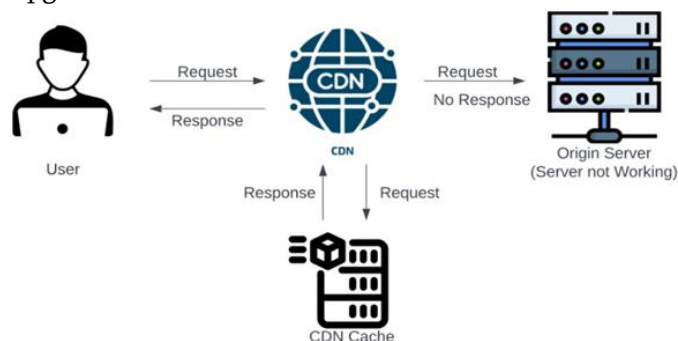 Request
CDN
Request
No Response
Response
CDN
Origin Server
(Server not Working)
User
Response
Request
CDN Cache